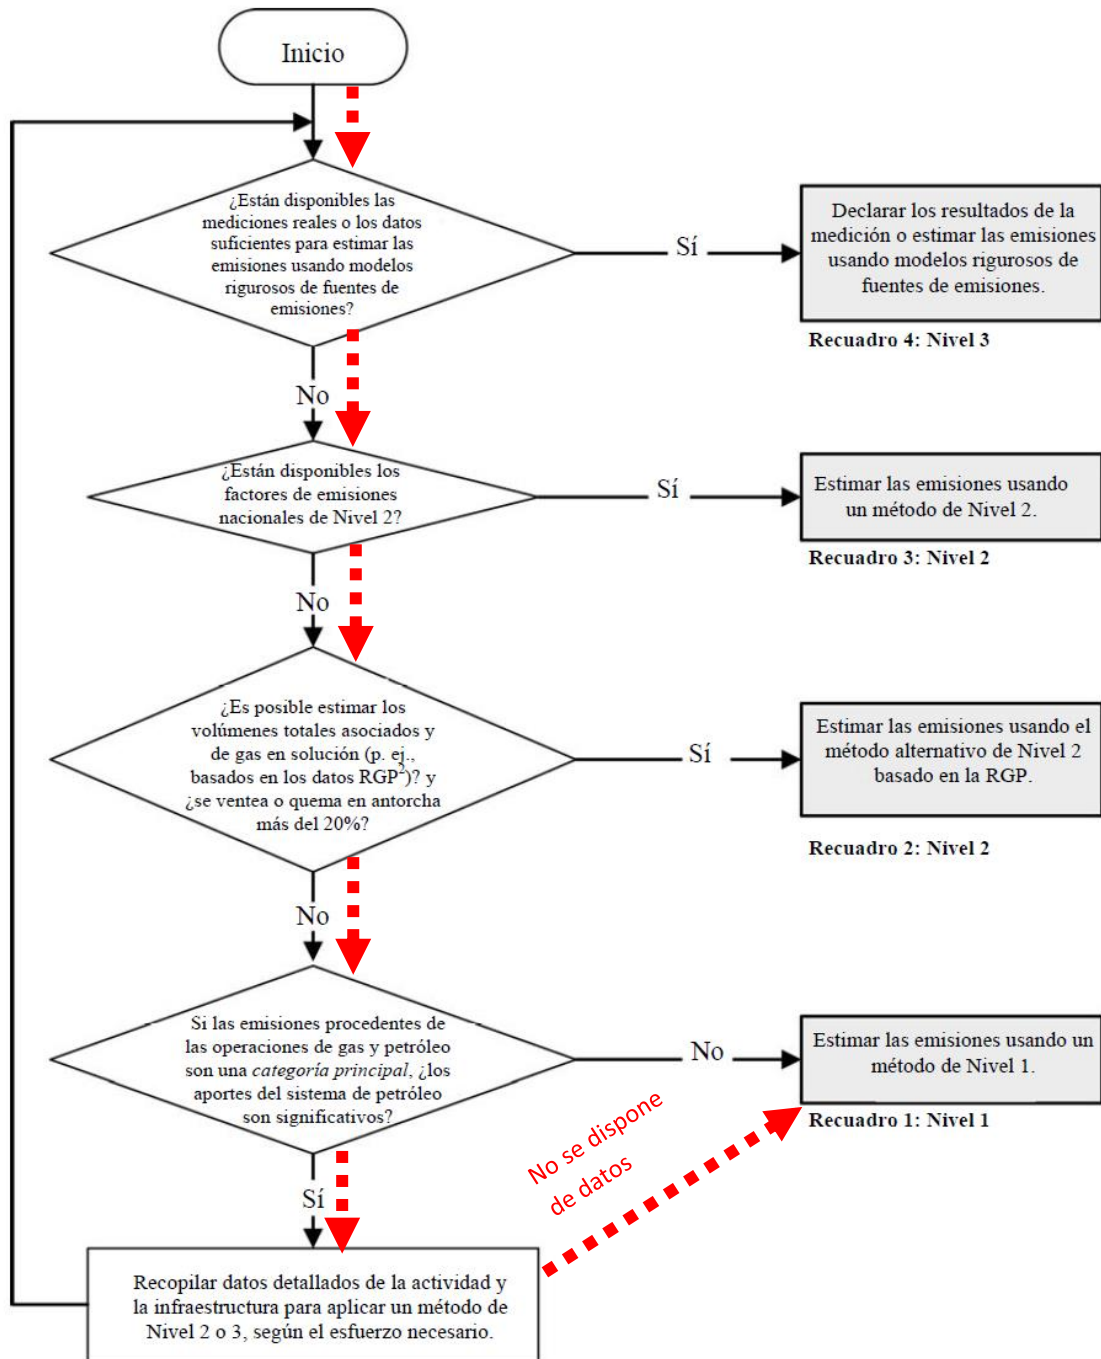 Inicio
¿Están disponibles las
mediciones reales o los datos
suficientes para estimar las
emisiones usando modelos
rigurosos de fuentes de
emisiones?
Sí
Declarar los resultados de la
medición o estimar las emisiones
usando modelos rigurosos de
fuentes de emisiones.
Recuadro 4: Nivel 3
No
¿Están disponibles los
factores de emisiones
nacionales de Nivel 2?
Sí
Estimar las emisiones usando
un método de Nivel 2.
Recuadro 3: Nivel 2
No
¿Es posible estimar los
volúmenes totales asociados y
de gas en solución (p. ej.,
basados en los datos RGP²)? y
¿se ventea o quema en antorcha
más del 20%?
Sí
Estimar las emisiones usando el
método alternativo de Nivel 2
basado en la RGP.
Recuadro 2: Nivel 2
No
Si las emisiones procedentes de
las operaciones de gas y petróleo
son una categoría principal, ¿los
aportes del sistema de petróleo
son significativos?
No
Estimar las emisiones usando un
método de Nivel 1.
Recuadro 1: Nivel 1
No se dispone
de datos
Sí
Recopilar datos detallados de la actividad y
la infraestructura para aplicar un método de
Nivel 2 o 3, según el esfuerzo necesario.